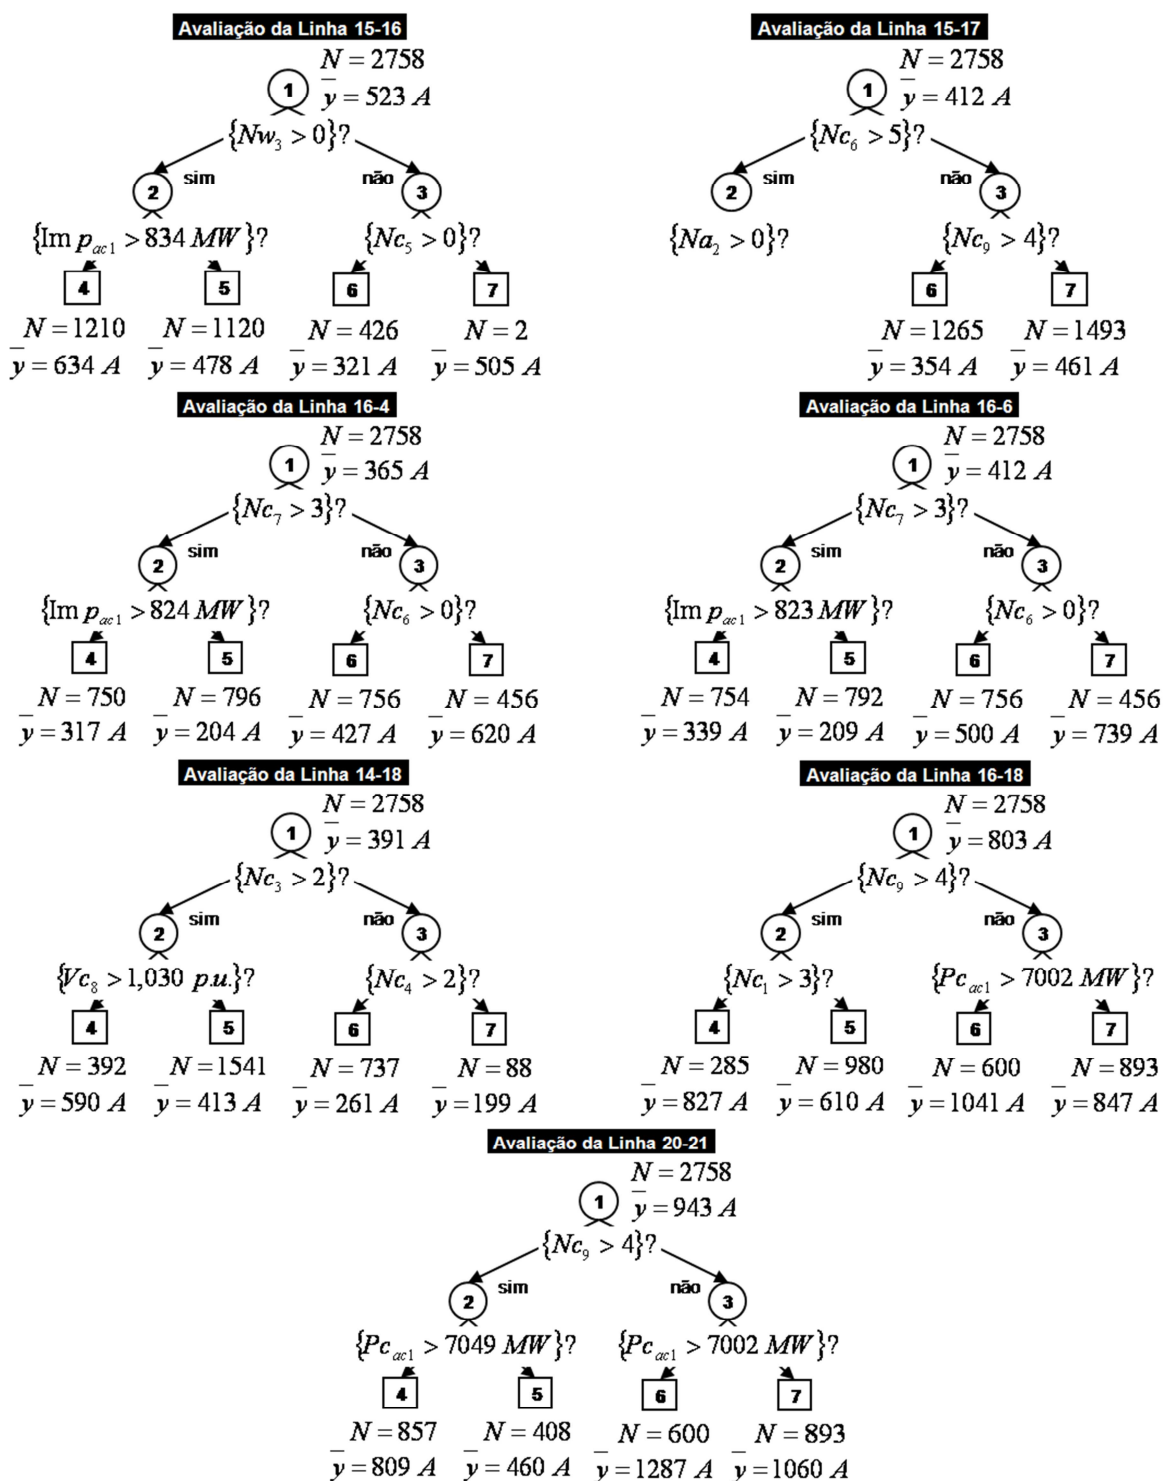 Avaliação da Linha 15-16
1
N = 2758
y̅ = 523 A
{Nw₃ > 0}?
2 sim
não 3
{Im p_ac1 > 834 MW}?
{Nc₅ > 0}?
4 5 6 7
N = 1210 N = 1120 N = 426 N = 2
y̅ = 634 A y̅ = 478 A y̅ = 321 A y̅ = 505 A
Avaliação da Linha 15-17
1
N = 2758
y̅ = 412 A
{Nc₆ > 5}?
2 sim
não 3
{Na₂ > 0}?
{Nc₉ > 4}?
6 7
N = 1265 N = 1493
y̅ = 354 A y̅ = 461 A
Avaliação da Linha 16-4
1
N = 2758
y̅ = 365 A
{Nc₇ > 3}?
2 sim
não 3
{Im p_ac1 > 824 MW}?
{Nc₆ > 0}?
4 5 6 7
N = 750 N = 796 N = 756 N = 456
y̅ = 317 A y̅ = 204 A y̅ = 427 A y̅ = 620 A
Avaliação da Linha 16-6
1
N = 2758
y̅ = 412 A
{Nc₇ > 3}?
2 sim
não 3
{Im p_ac1 > 823 MW}?
{Nc₆ > 0}?
4 5 6 7
N = 754 N = 792 N = 756 N = 456
y̅ = 339 A y̅ = 209 A y̅ = 500 A y̅ = 739 A
Avaliação da Linha 14-18
1
N = 2758
y̅ = 391 A
{Nc₃ > 2}?
2 sim
não 3
{Vc₈ > 1,030 p.u.}?
{Nc₄ > 2}?
4 5 6 7
N = 392 N = 1541 N = 737 N = 88
y̅ = 590 A y̅ = 413 A y̅ = 261 A y̅ = 199 A
Avaliação da Linha 16-18
1
N = 2758
y̅ = 803 A
{Nc₉ > 4}?
2 sim
não 3
{Nc₁ > 3}?
{Pc_ac1 > 7002 MW}?
4 5 6 7
N = 285 N = 980 N = 600 N = 893
y̅ = 827 A y̅ = 610 A y̅ = 1041 A y̅ = 847 A
Avaliação da Linha 20-21
1
N = 2758
y̅ = 943 A
{Nc₉ > 4}?
2 sim
não 3
{Pc_ac1 > 7049 MW}?
{Pc_ac1 > 7002 MW}?
4 5 6 7
N = 857 N = 408 N = 600 N = 893
y̅ = 809 A y̅ = 460 A y̅ = 1287 A y̅ = 1060 A